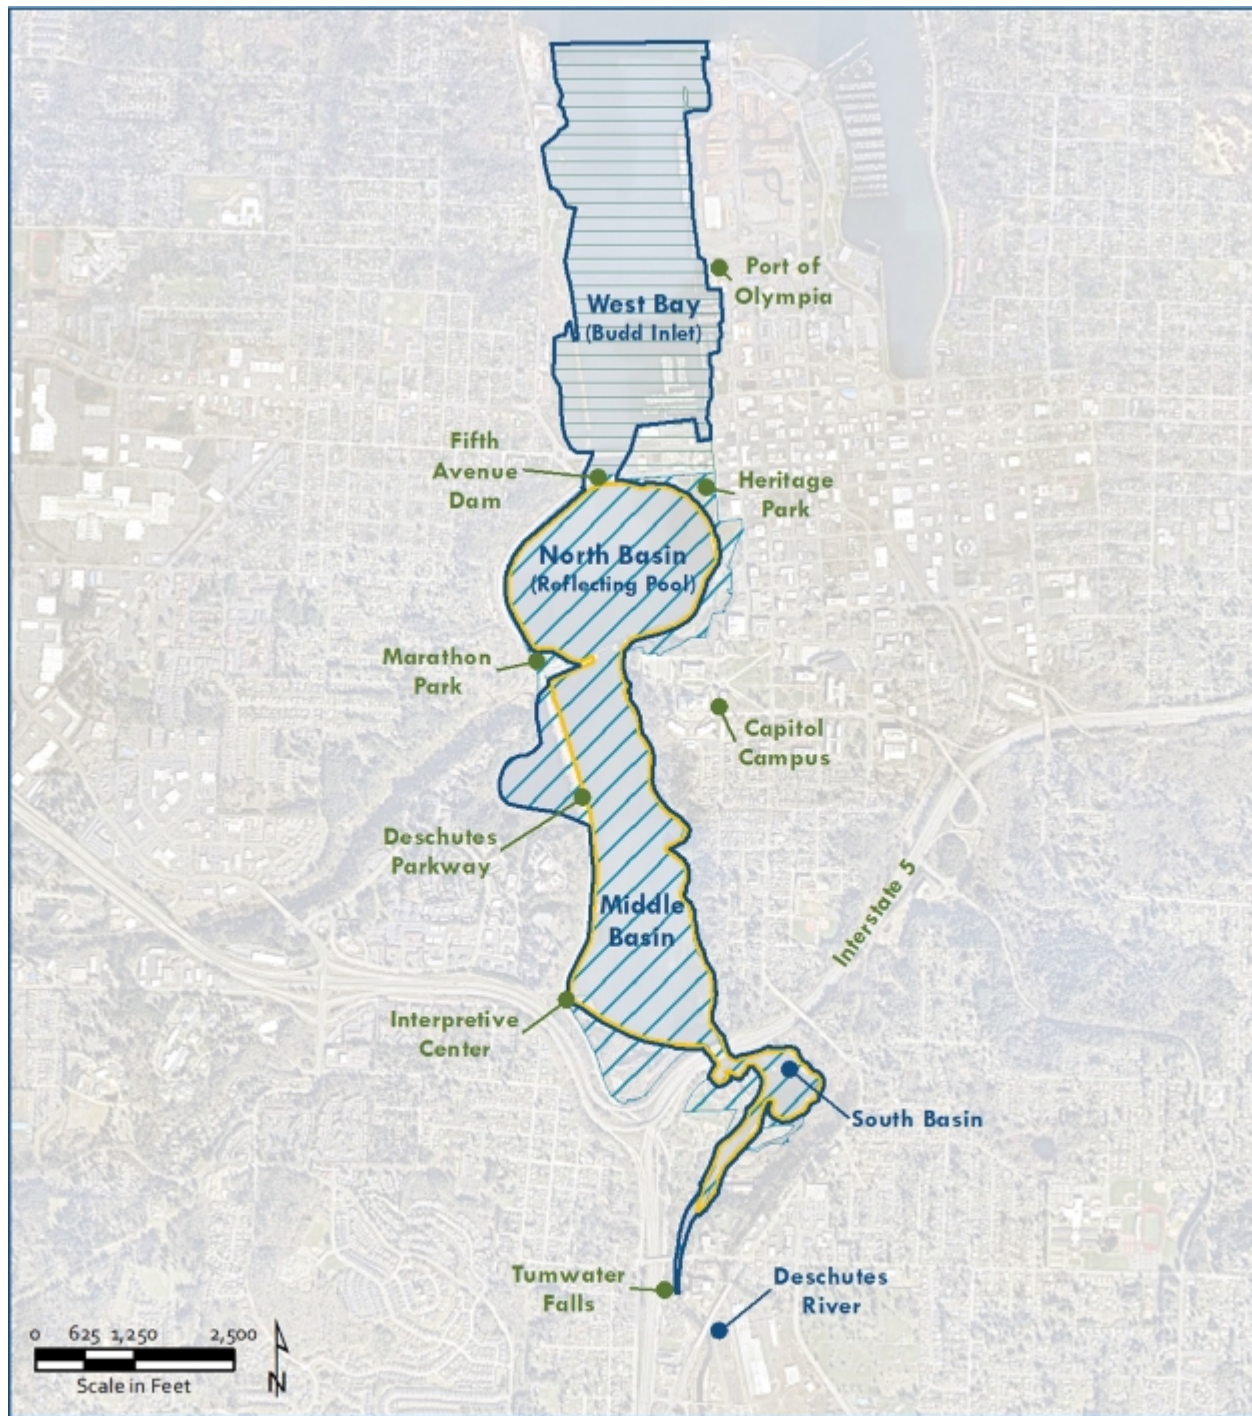 Port of
Olympia
West Bay
(Budd Inlet)
Fifth
Avenue
Dam
Heritage
Park
North Basin
(Reflecting Pool)
Marathon
Park
Capitol
Campus
Deschutes
Parkway
Interstate 5
Middle
Basin
Interpretive
Center
South Basin
Tumwater
Falls
Deschutes
River
0 625 1,250 2,500
Scale in Feet
N